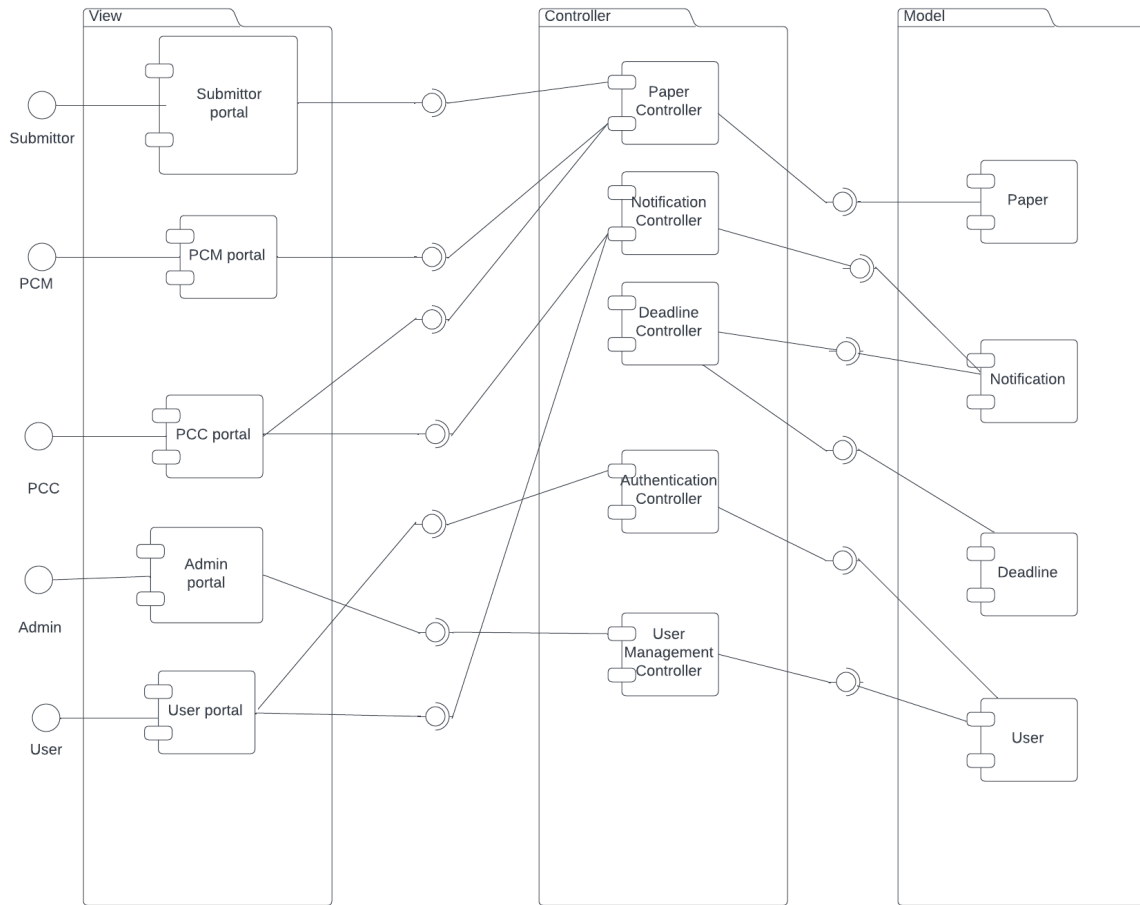 View
Controller
Model
Submittor
portal
Submittor
PCM portal
PCM
PCC portal
PCC
Admin
portal
Admin
User portal
User
Paper
Controller
Notification
Controller
Deadline
Controller
Authentication
Controller
User
Management
Controller
Paper
Notification
Deadline
User